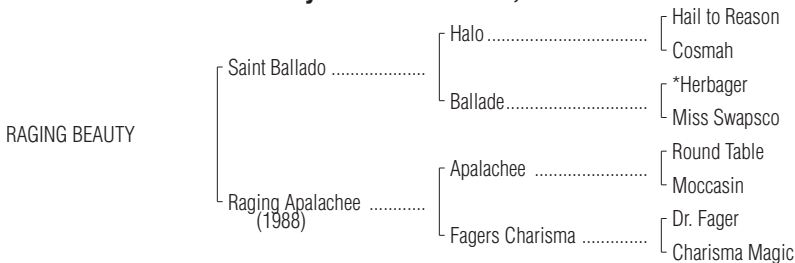 Hail to Reason
Halo ..................................
Cosmah
Saint Ballado ....................
*Herbager
Ballade..............................
Miss Swapsco
RAGING BEAUTY
Round Table
Apalachee ........................
Moccasin
Raging Apalachee ............
(1988)
Dr. Fager
Fagers Charisma ..............
Charisma Magic